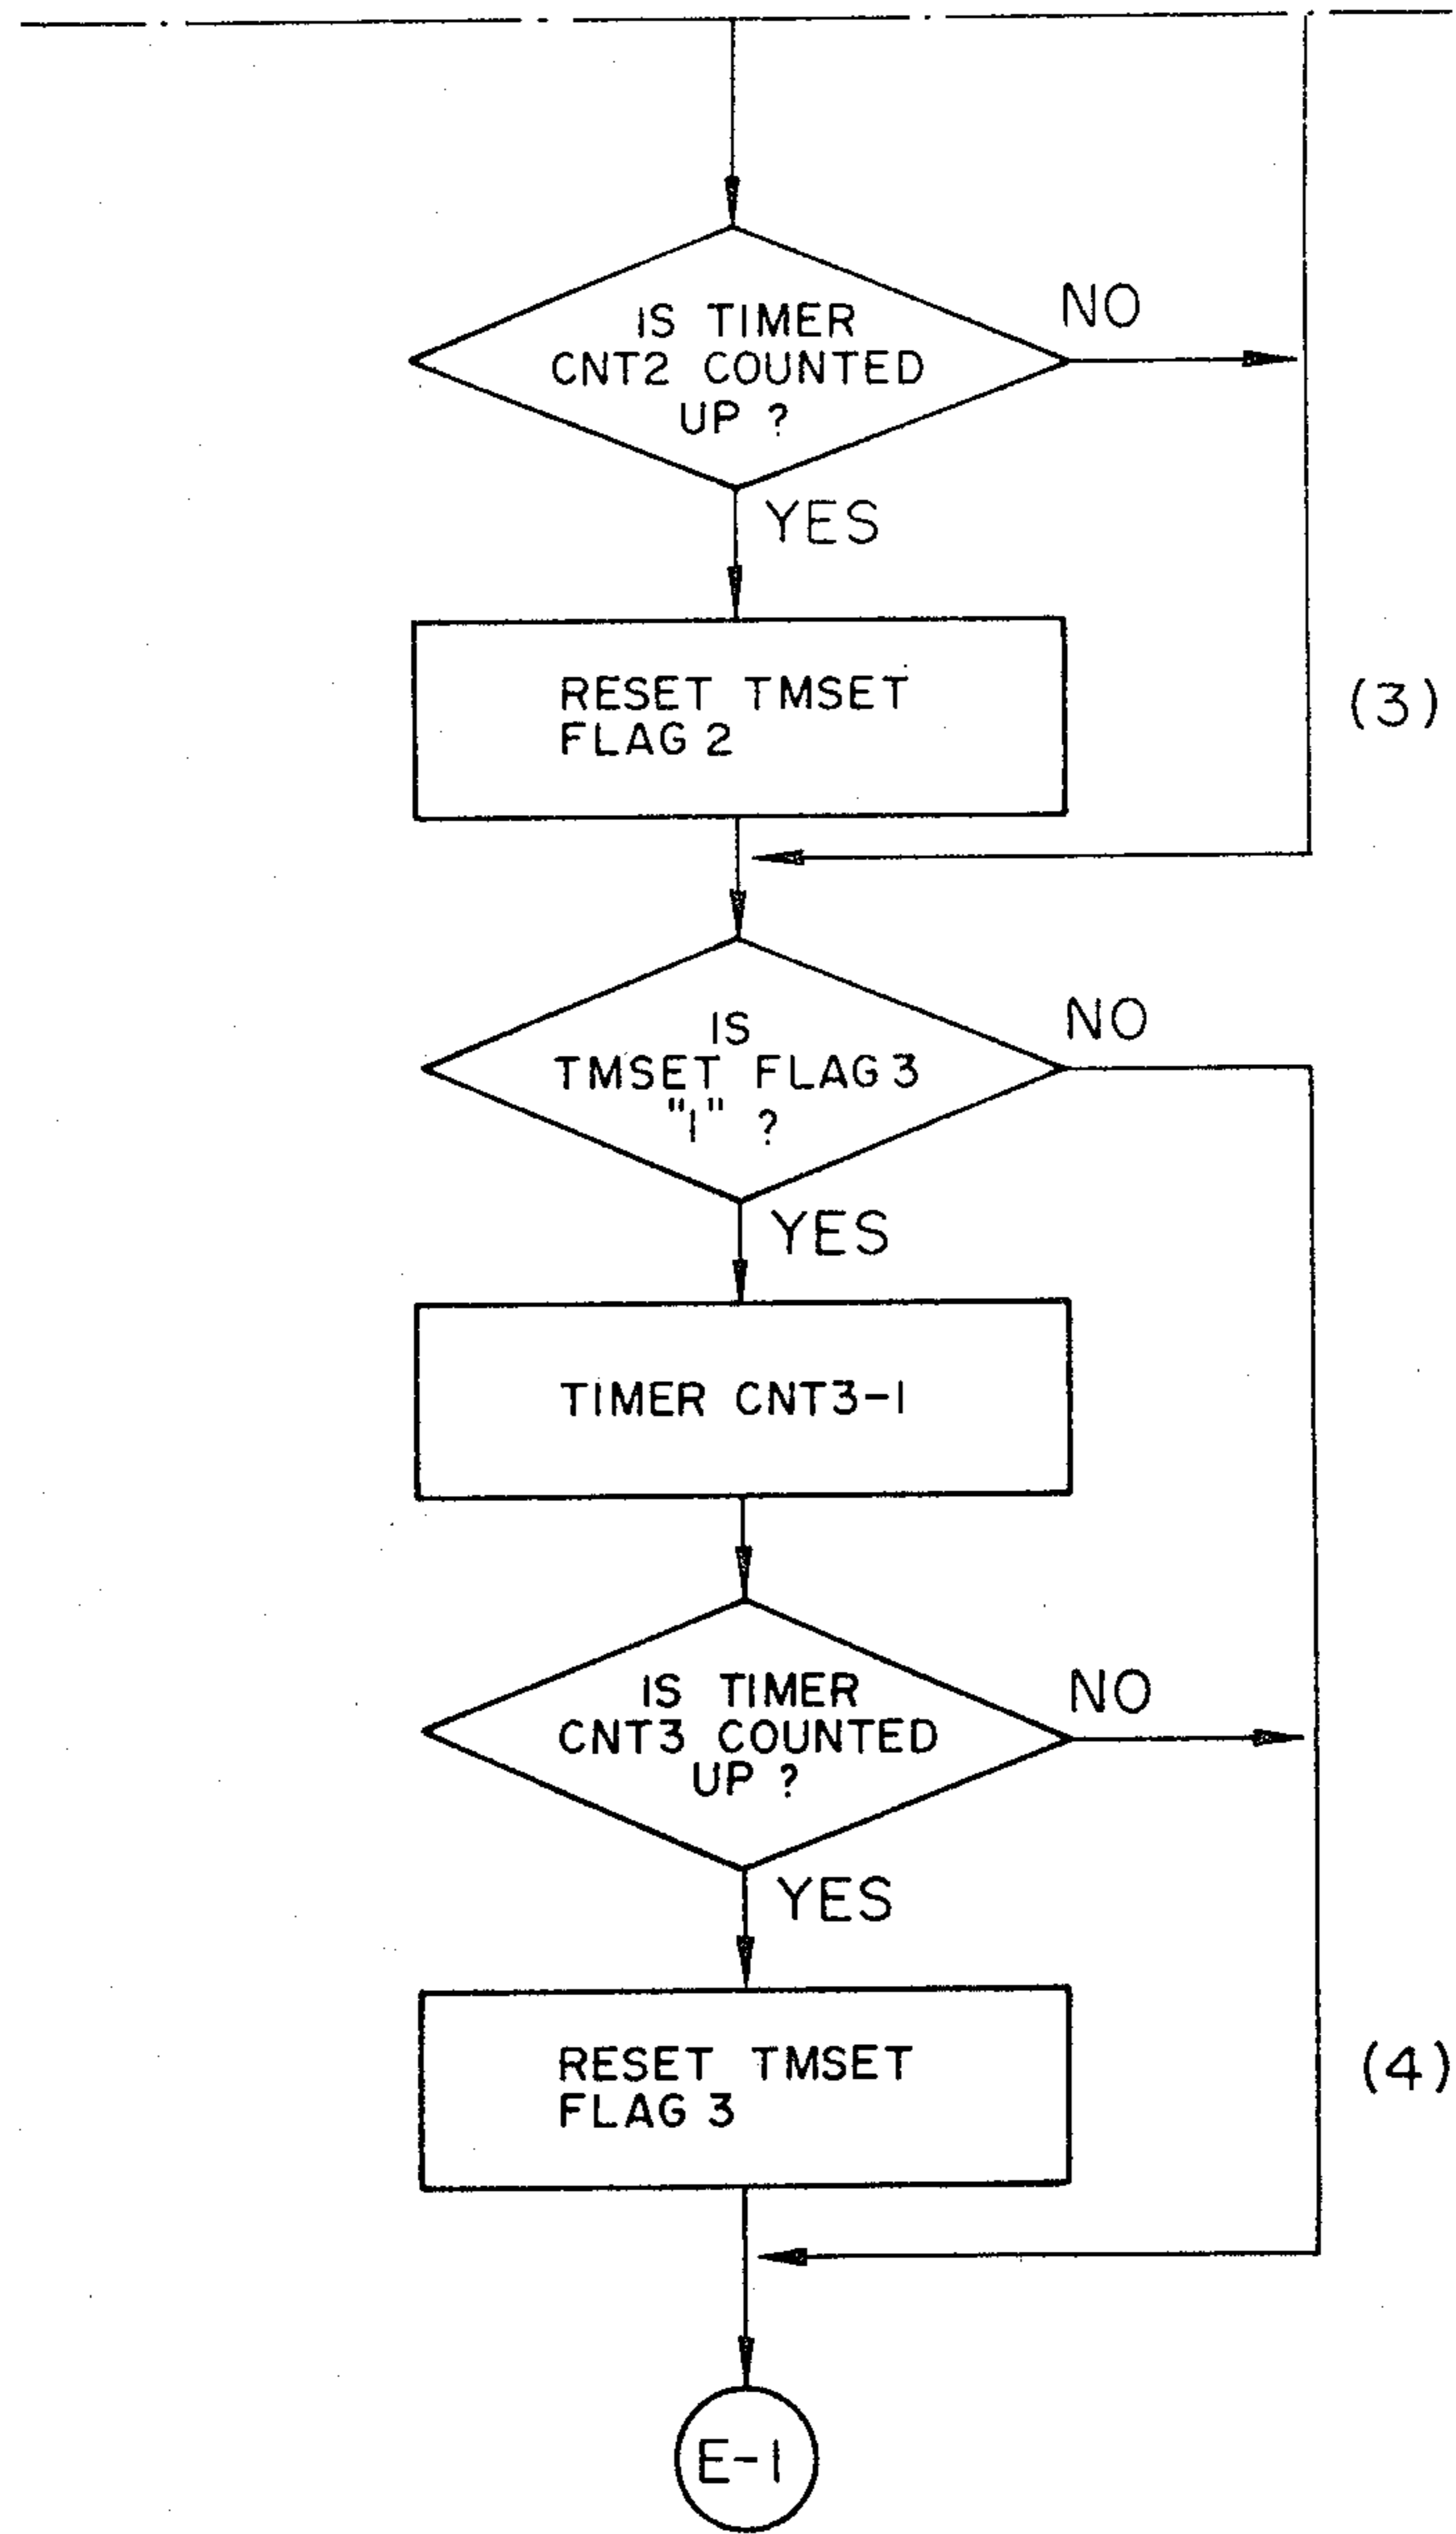 NO
IS TIMER
CNT2 COUNTED
UP ?
YES
RESET TMSET
FLAG 2
(3)
NO
IS
TMSET FLAG 3
"1" ?
YES
TIMER CNT3-1
NO
IS TIMER
CNT3 COUNTED
UP ?
YES
RESET TMSET
FLAG 3
(4)
E-1